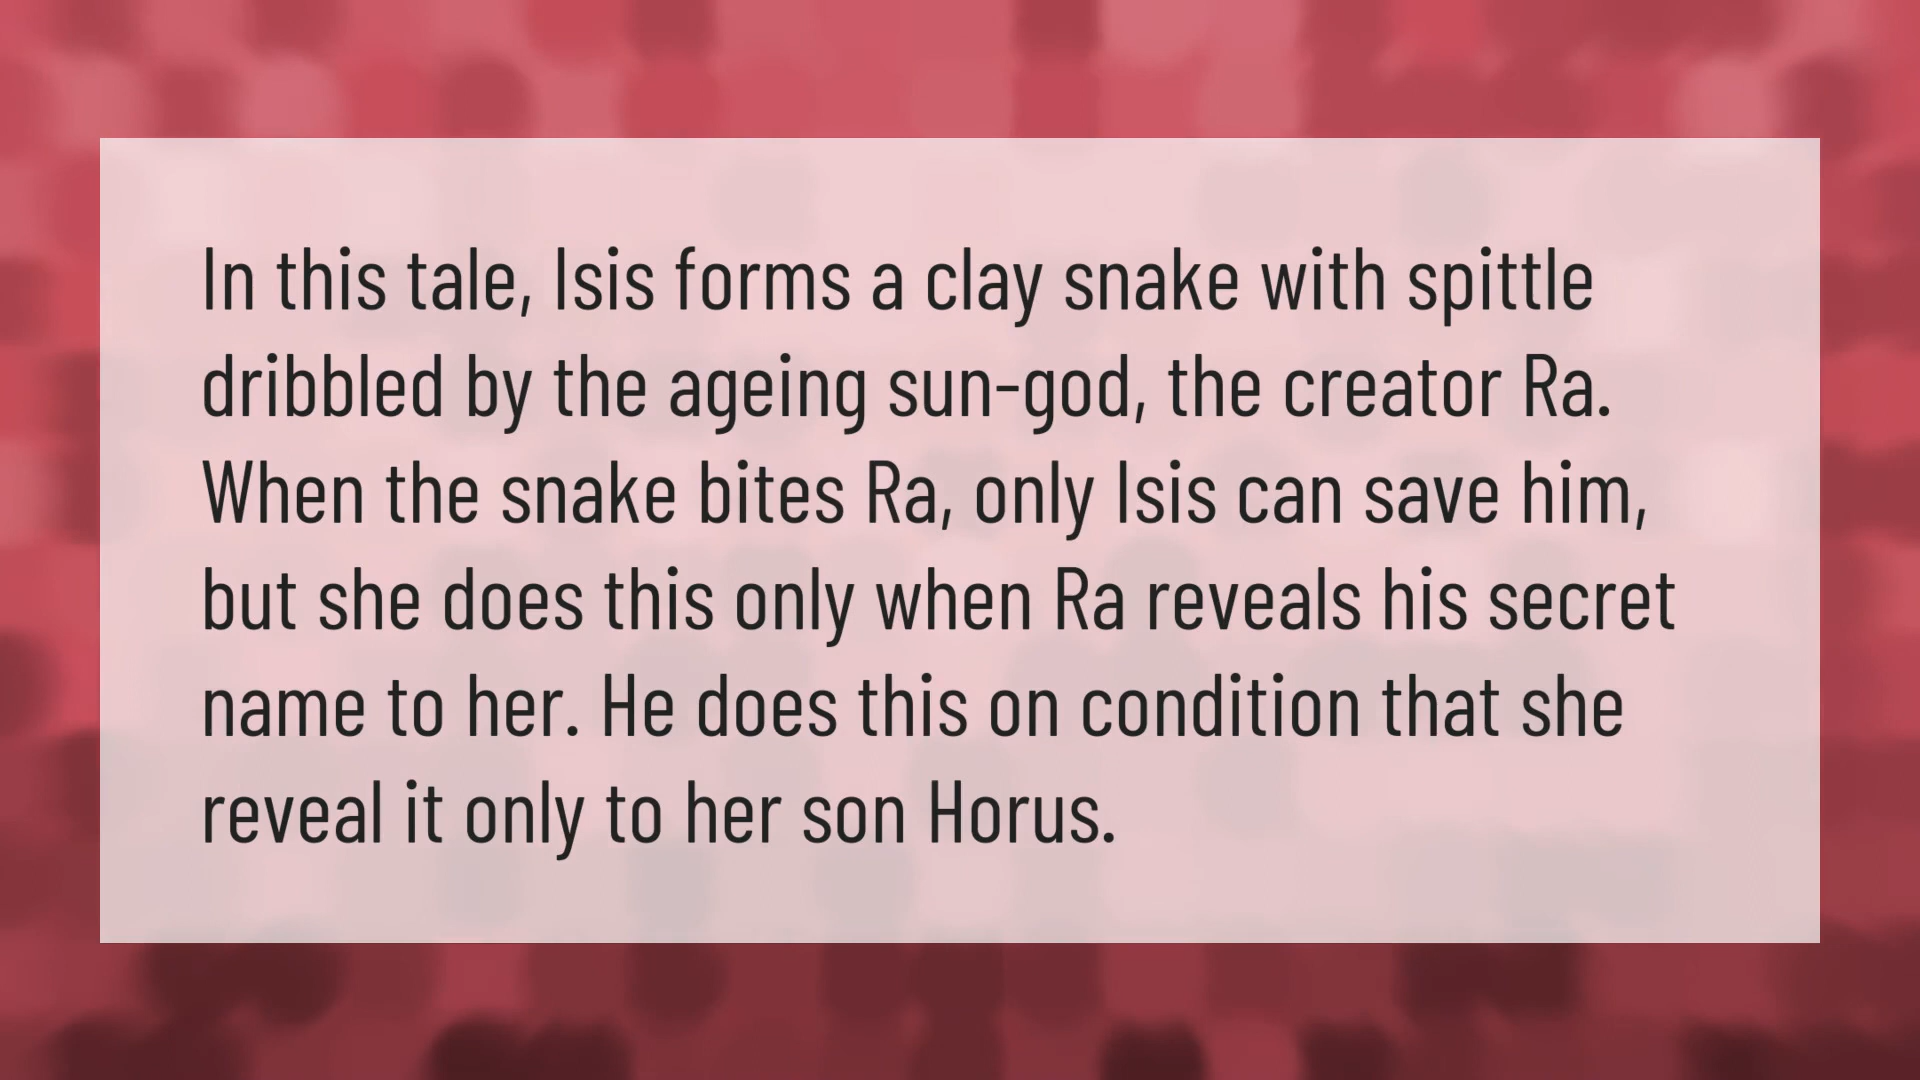 In this tale, Isis forms a clay snake with spittle
dribbled by the ageing sun-god, the creator Ra.
When the snake bites Ra, only Isis can save him,
but she does this only when Ra reveals his secret
name to her. He does this on condition that she
reveal it only to her son Horus.